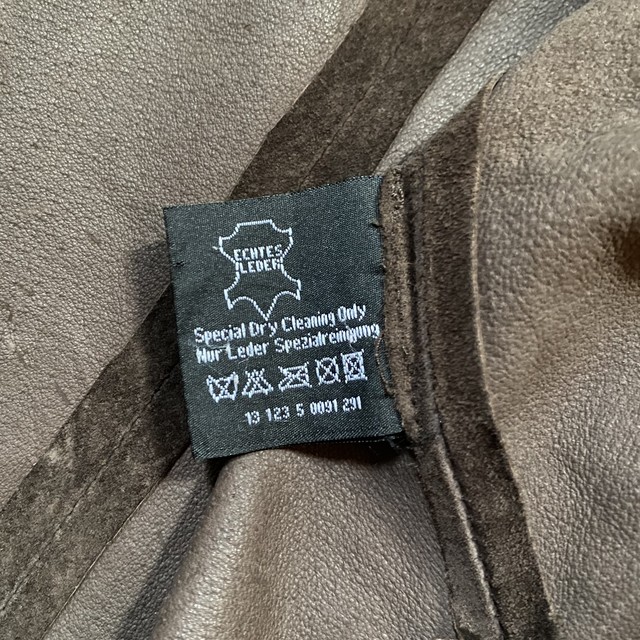 ECHTES
LEDER
Special Dry Cleaning Only
Nur Leder Spezialreinigung
13 123 5 0091 291